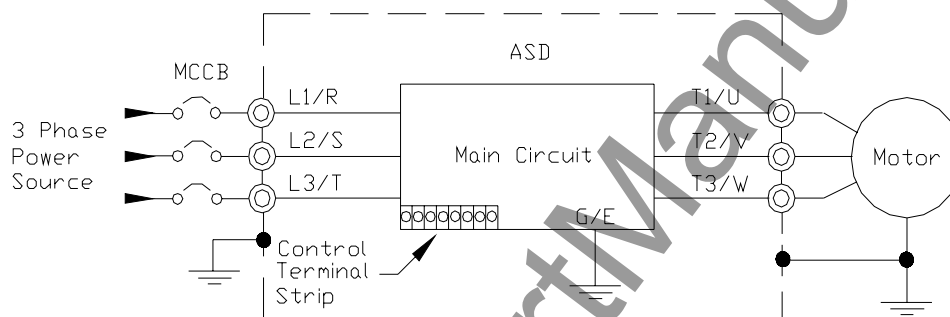 ASD
MCCB
L1/R
T1/U
3 Phase
Power
Source
L2/S
Main Circuit
T2/V
Motor
L3/T
T3/W
G/E
Control
Terminal
Strip